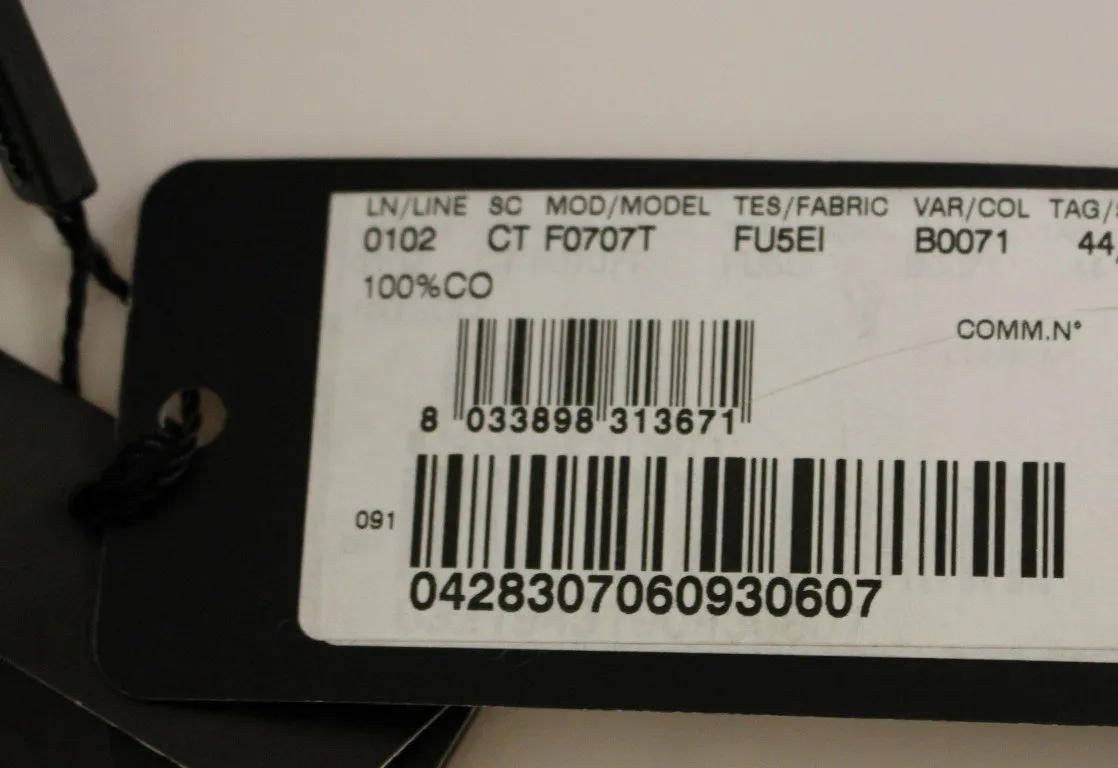 LN/LINE SC MOD/MODEL TES/FABRIC VAR/COL TAG/
0102 CT F0707T FU5EI B0071 44
100%CO
COMM.N°
8 033898 313671
091
0428307060930607